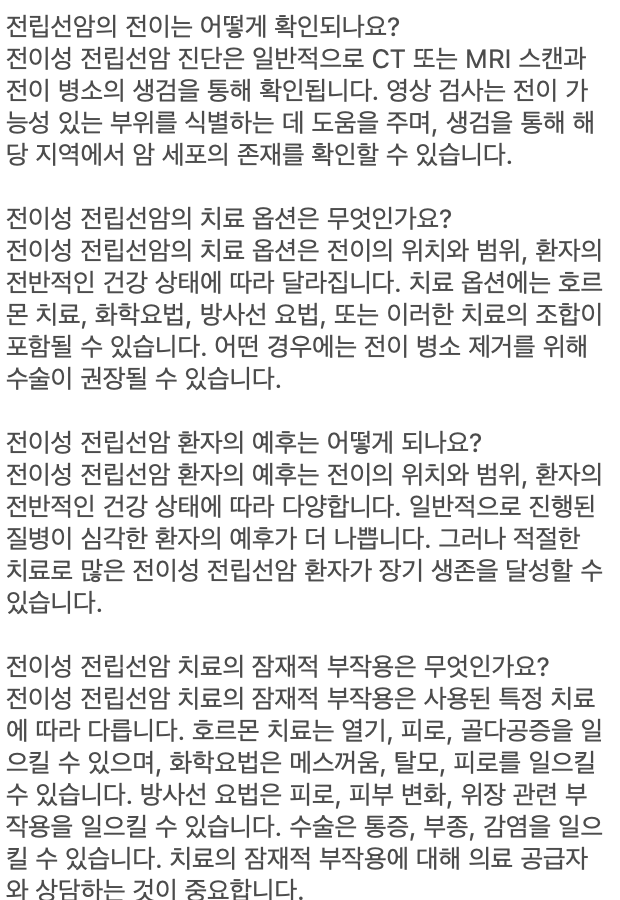 전립선암의 전이는 어떻게 확인되나요?
전이성 전립선암 진단은 일반적으로 CT 또는 MRI 스캔과
전이 병소의 생검을 통해 확인됩니다. 영상 검사는 전이 가
능성 있는 부위를 식별하는 데 도움을 주며, 생검을 통해 해
당 지역에서 암 세포의 존재를 확인할 수 있습니다.

전이성 전립선암의 치료 옵션은 무엇인가요?
전이성 전립선암의 치료 옵션은 전이의 위치와 범위, 환자의
전반적인 건강 상태에 따라 달라집니다. 치료 옵션에는 호르
몬 치료, 화학요법, 방사선 요법, 또는 이러한 치료의 조합이
포함될 수 있습니다. 어떤 경우에는 전이 병소 제거를 위해
수술이 권장될 수 있습니다.

전이성 전립선암 환자의 예후는 어떻게 되나요?
전이성 전립선암 환자의 예후는 전이의 위치와 범위, 환자의
전반적인 건강 상태에 따라 다양합니다. 일반적으로 진행된
질병이 심각한 환자의 예후가 더 나쁩니다. 그러나 적절한
치료로 많은 전이성 전립선암 환자가 장기 생존을 달성할 수
있습니다.

전이성 전립선암 치료의 잠재적 부작용은 무엇인가요?
전이성 전립선암 치료의 잠재적 부작용은 사용된 특정 치료
에 따라 다릅니다. 호르몬 치료는 열기, 피로, 골다공증을 일
으킬 수 있으며, 화학요법은 메스꺼움, 탈모, 피로를 일으킬
수 있습니다. 방사선 요법은 피로, 피부 변화, 위장 관련 부
작용을 일으킬 수 있습니다. 수술은 통증, 부종, 감염을 일으
킬 수 있습니다. 치료의 잠재적 부작용에 대해 의료 공급자
와 상담하는 것이 중요합니다.